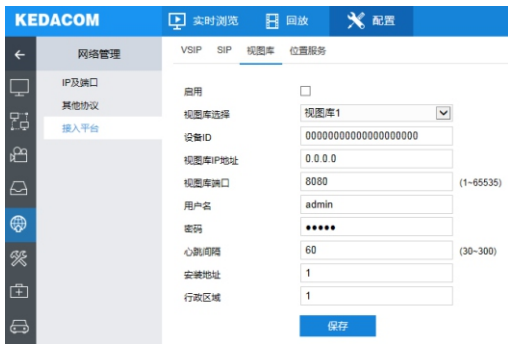 KEDACOM 实时浏览 回放 配置
网络管理
IP及端口
其他协议
接入平台
VSIP SIP 视图库 位置服务
启用
视图库选择 视图库1
设备ID 00000000000000000000
视图库IP地址 0.0.0.0
视图库端口 8080 (1~65535)
用户名 admin
密码 •••••
心跳间隔 60 (30~300)
安装地址 1
行政区域 1
保存